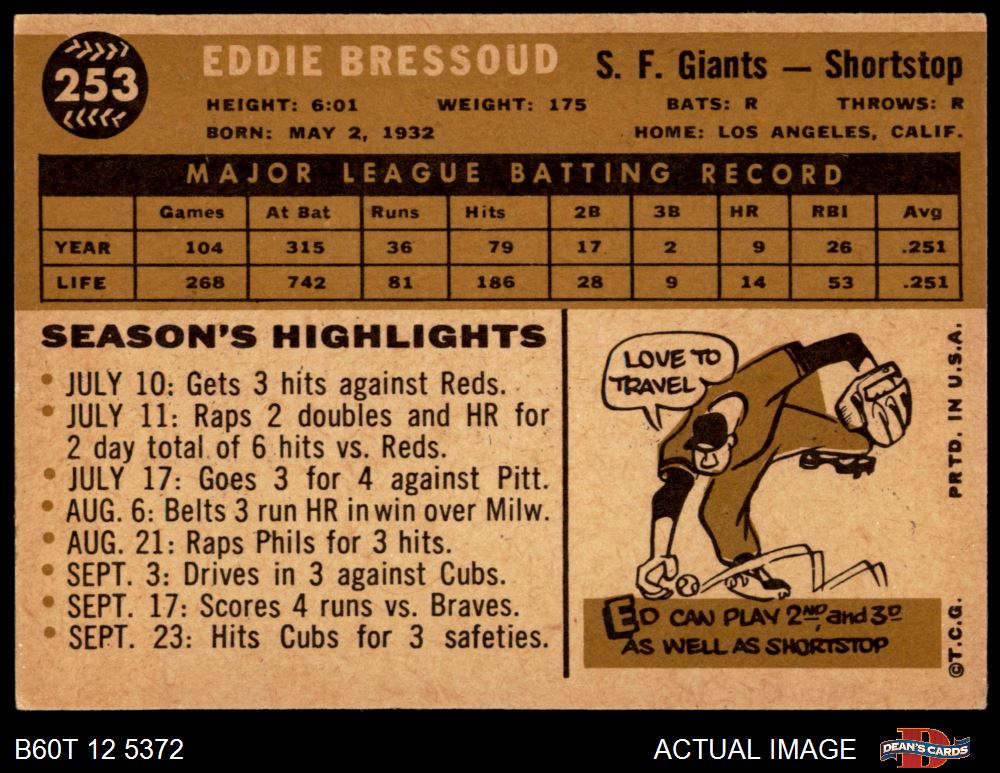 253
EDDIE BRESSOUD
S. F. Giants — Shortstop
HEIGHT: 6:01 WEIGHT: 175 BATS: R THROWS: R
BORN: MAY 2, 1932 HOME: LOS ANGELES, CALIF.
MAJOR LEAGUE BATTING RECORD
Games At Bat Runs Hits 2B 3B HR RBI Avg
YEAR 104 315 36 79 17 2 9 26 .251
LIFE 268 742 81 186 28 9 14 53 .251
SEASON'S HIGHLIGHTS
• JULY 10: Gets 3 hits against Reds.
• JULY 11: Raps 2 doubles and HR for
2 day total of 6 hits vs. Reds.
• JULY 17: Goes 3 for 4 against Pitt.
• AUG. 6: Belts 3 run HR in win over Milw.
• AUG. 21: Raps Phils for 3 hits.
• SEPT. 3: Drives in 3 against Cubs.
• SEPT. 17: Scores 4 runs vs. Braves.
• SEPT. 23: Hits Cubs for 3 safeties.
LOVE TO
TRAVEL
ED CAN PLAY 2ND, and 3D
AS WELL AS SHORTSTOP
©T.C.G. PRTD. IN U.S.A.
B60T 12 5372
ACTUAL IMAGE
DEAN'S CARDS